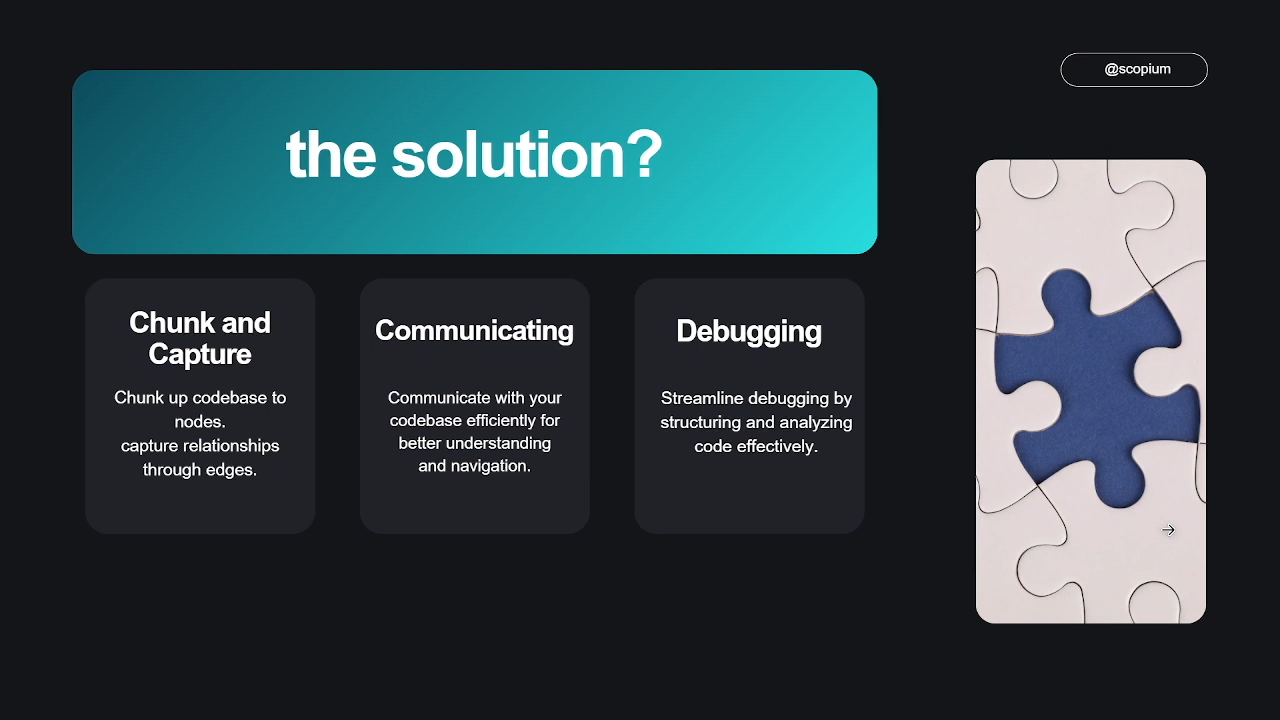 @scopium
the solution?
Chunk and
Capture
Chunk up codebase to
nodes.
capture relationships
through edges.
Communicating
Communicate with your
codebase efficiently for
better understanding
and navigation.
Debugging
Streamline debugging by
structuring and analyzing
code effectively.